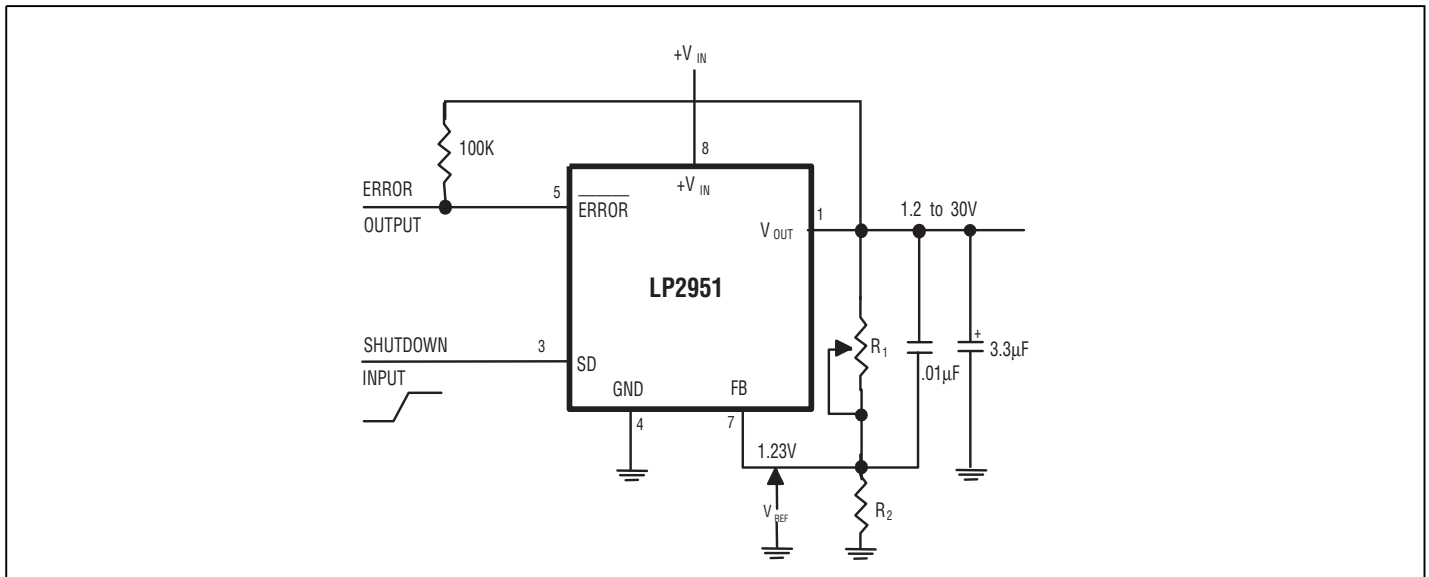 +V IN
100K
8
+V IN
ERROR
OUTPUT
5
ERROR
1
V OUT
1.2 to 30V
LP2951
SHUTDOWN
INPUT
3
SD
R1
.01µF
+
3.3µF
GND
FB
4
7
1.23V
V REF
R2